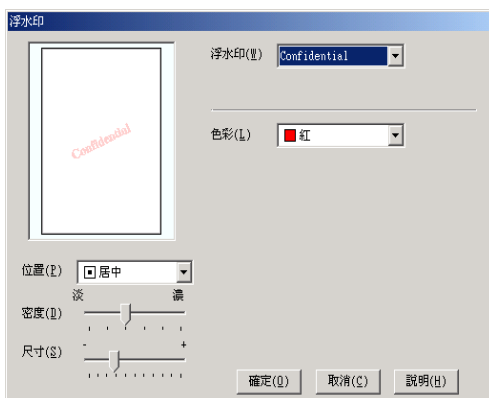 浮水印
浮水印(W) Confidential
Confidential
色彩(L) 紅
位置(P) 居中
淡 濃
密度(D)
- +
尺寸(S)
確定(O) 取消(C) 說明(H)